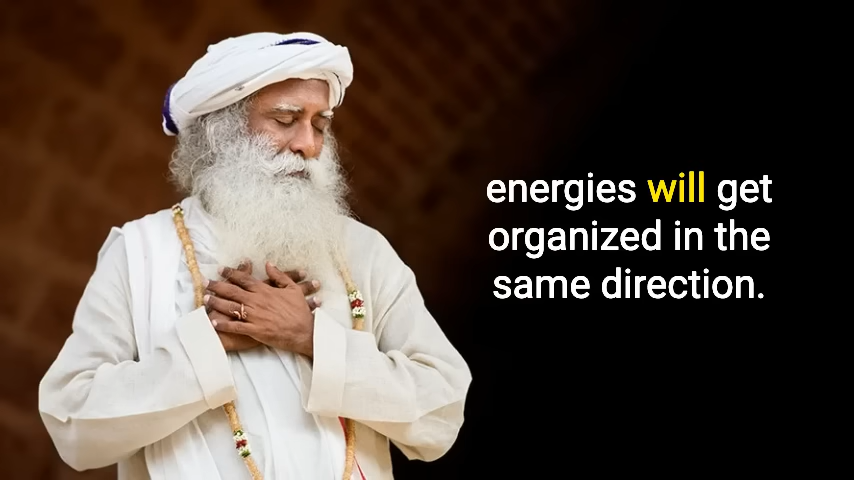 energies will get
organized in the
same direction.